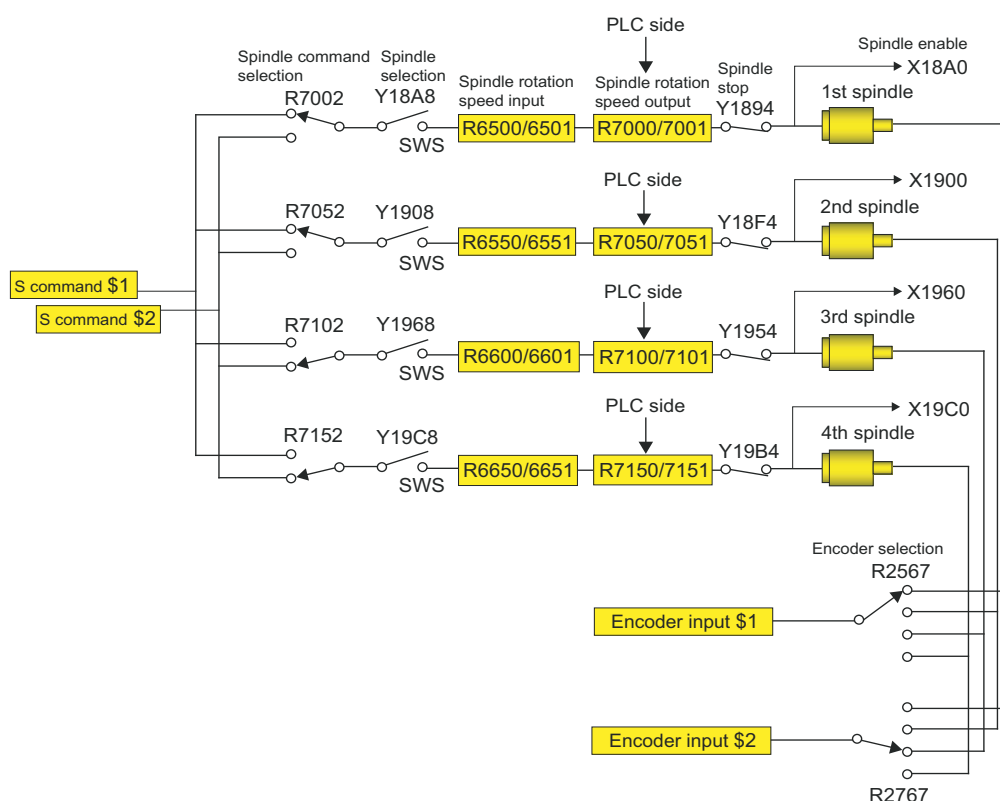 PLC side
Spindle enable
X18A0
Spindle command
selection
Spindle
selection
Spindle rotation
speed input
Spindle rotation
speed output
Spindle
stop
1st spindle
R7002
Y18A8
Y1894
SWS
R6500/6501
R7000/7001
PLC side
X1900
2nd spindle
R7052
Y1908
Y18F4
SWS
R6550/6551
R7050/7051
S command $1
S command $2
PLC side
X1960
3rd spindle
R7102
Y1968
Y1954
SWS
R6600/6601
R7100/7101
PLC side
X19C0
4th spindle
R7152
Y19C8
Y19B4
SWS
R6650/6651
R7150/7151
Encoder selection
R2567
Encoder input $1
Encoder input $2
R2767